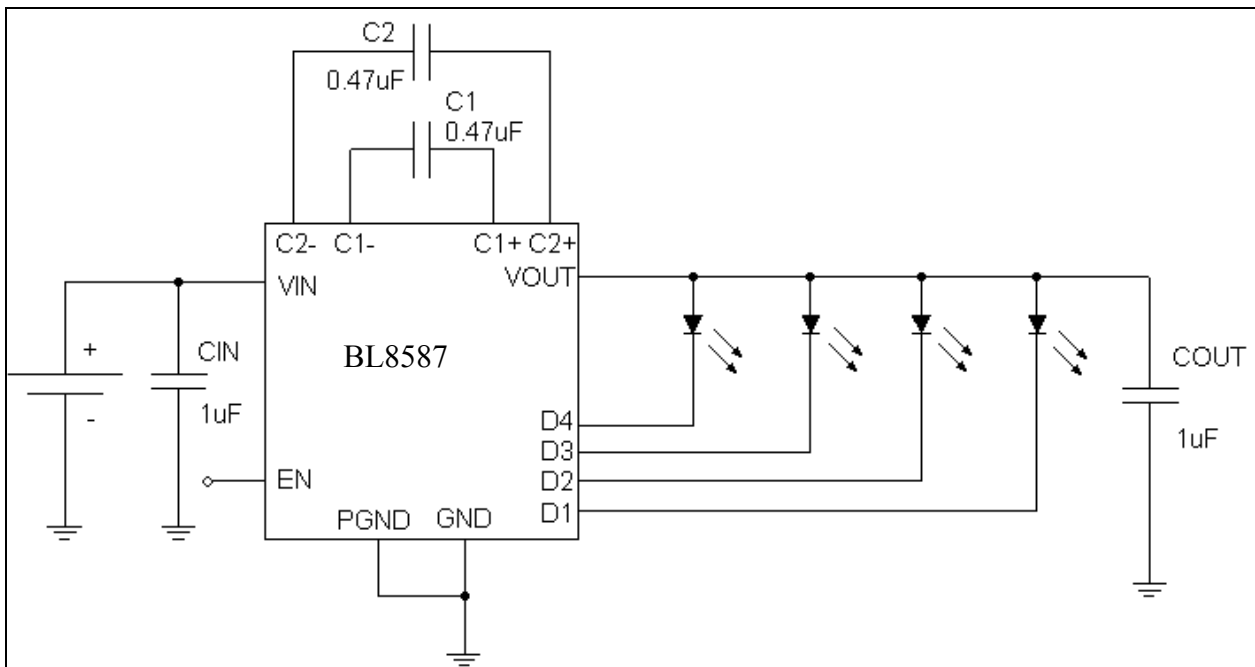 C2
0.47uF
C1
0.47uF
C2- C1- C1+ C2+
VIN
VOUT
BL8587
+
-
CIN
1uF
COUT
1uF
D4
D3
D2
D1
EN
PGND GND